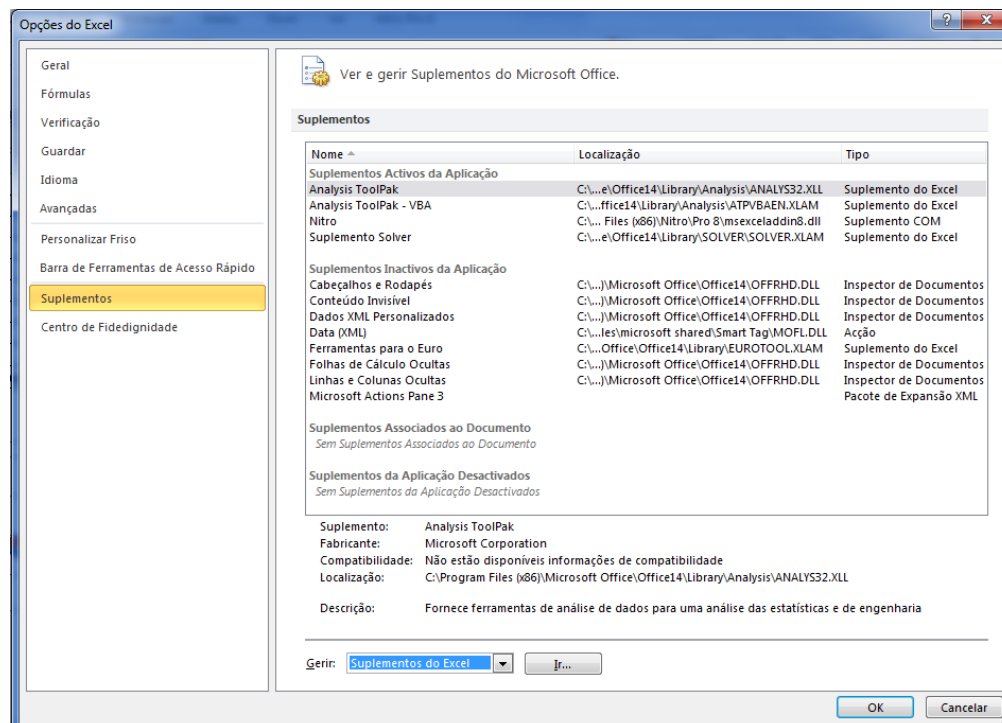 Opções do Excel
Geral
Fórmulas
Verificação
Guardar
Idioma
Avançadas
Personalizar Friso
Barra de Ferramentas de Acesso Rápido
Suplementos
Centro de Fidedignidade
Ver e gerir Suplementos do Microsoft Office.
Suplementos
Nome Localização Tipo
Suplementos Activos da Aplicação
Analysis ToolPak C:\...e\Office14\Library\Analysis\ANALYS32.XLL Suplemento do Excel
Analysis ToolPak - VBA C:\...ffice14\Library\Analysis\ATPVBAEN.XLAM Suplemento do Excel
Nitro C:\... Files (x86)\Nitro\Pro 8\msexceladdin8.dll Suplemento COM
Suplemento Solver C:\...e\Office14\Library\SOLVER\SOLVER.XLAM Suplemento do Excel
Suplementos Inactivos da Aplicação
Cabeçalhos e Rodapés C:\...)\Microsoft Office\Office14\OFFRHD.DLL Inspector de Documentos
Conteúdo Invisível C:\...)\Microsoft Office\Office14\OFFRHD.DLL Inspector de Documentos
Dados XML Personalizados C:\...)\Microsoft Office\Office14\OFFRHD.DLL Inspector de Documentos
Data (XML) C:\...les\microsoft shared\Smart Tag\MOFL.DLL Acção
Ferramentas para o Euro C:\...Office\Office14\Library\EUROTOOL.XLAM Suplemento do Excel
Folhas de Cálculo Ocultas C:\...)\Microsoft Office\Office14\OFFRHD.DLL Inspector de Documentos
Linhas e Colunas Ocultas C:\...)\Microsoft Office\Office14\OFFRHD.DLL Inspector de Documentos
Microsoft Actions Pane 3 Pacote de Expansão XML
Suplementos Associados ao Documento
Sem Suplementos Associados ao Documento
Suplementos da Aplicação Desactivados
Sem Suplementos da Aplicação Desactivados
Suplemento: Analysis ToolPak
Fabricante: Microsoft Corporation
Compatibilidade: Não estão disponíveis informações de compatibilidade
Localização: C:\Program Files (x86)\Microsoft Office\Office14\Library\Analysis\ANALYS32.XLL
Descrição: Fornece ferramentas de análise de dados para uma análise das estatísticas e de engenharia
Gerir: Suplementos do Excel Ir...
OK Cancelar